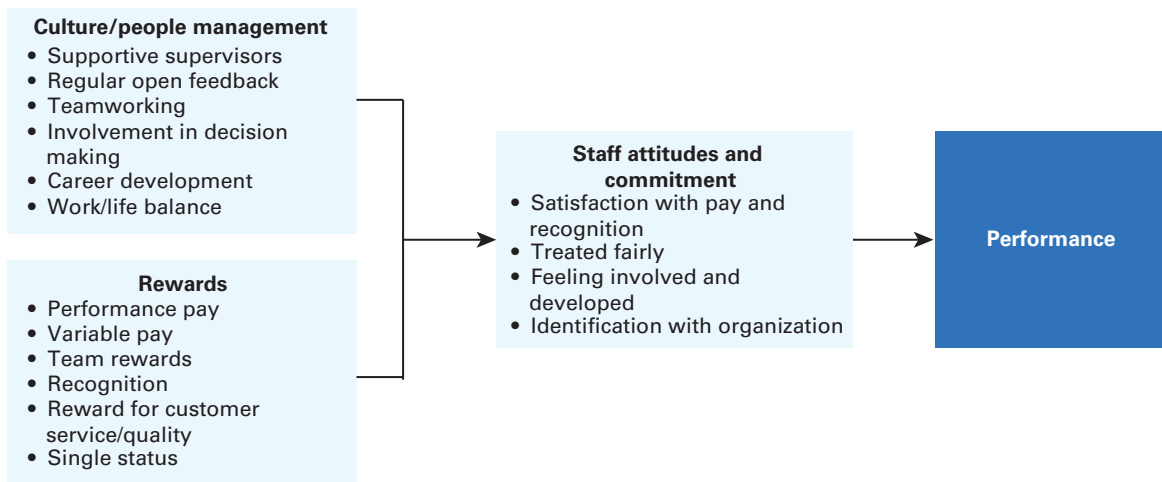 Culture/people management
• Supportive supervisors
• Regular open feedback
• Teamworking
• Involvement in decision
making
• Career development
• Work/life balance
Rewards
• Performance pay
• Variable pay
• Team rewards
• Recognition
• Reward for customer
service/quality
• Single status
Staff attitudes and
commitment
• Satisfaction with pay and
recognition
• Treated fairly
• Feeling involved and
developed
• Identification with organization
Performance